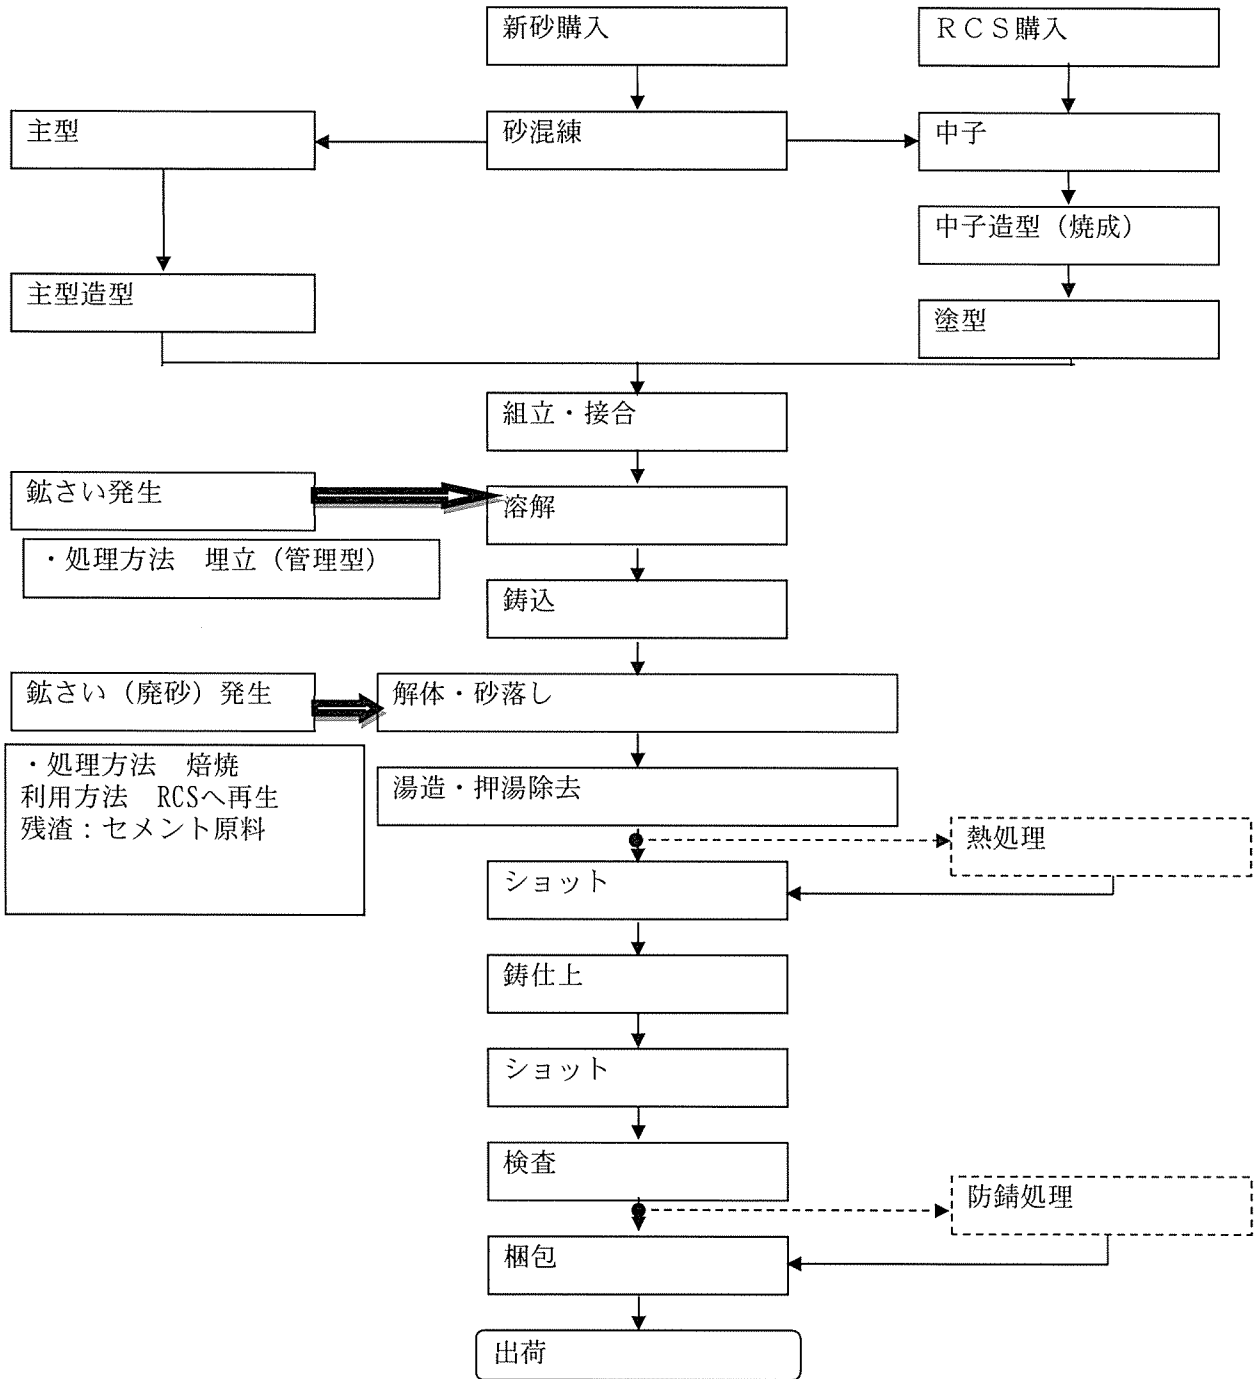 新砂購入
ＲＣＳ購入
主型
砂混練
中子
中子造型（焼成）
主型造型
塗型
組立・接合
鉱さい発生
溶解
・処理方法　埋立（管理型）
鋳込
鉱さい（廃砂）発生
解体・砂落し
・処理方法　焙焼
利用方法　RCSへ再生
残渣：セメント原料
湯造・押湯除去
熱処理
ショット
鋳仕上
ショット
検査
防錆処理
梱包
出荷